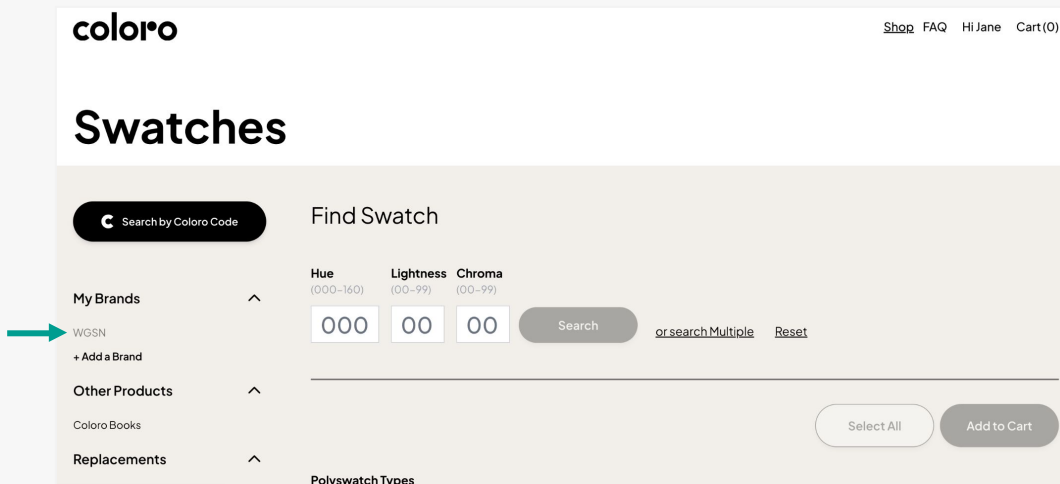 coloro
Shop FAQ Hi Jane Cart (0)
Swatches
Search by Coloro Code
My Brands
WGSN
+ Add a Brand
Other Products
Coloro Books
Replacements
Find Swatch
Hue Lightness Chroma
(000-160) (00-99) (00-99)
000 00 00 Search or search Multiple Reset
Select All Add to Cart
Polyswatch Types